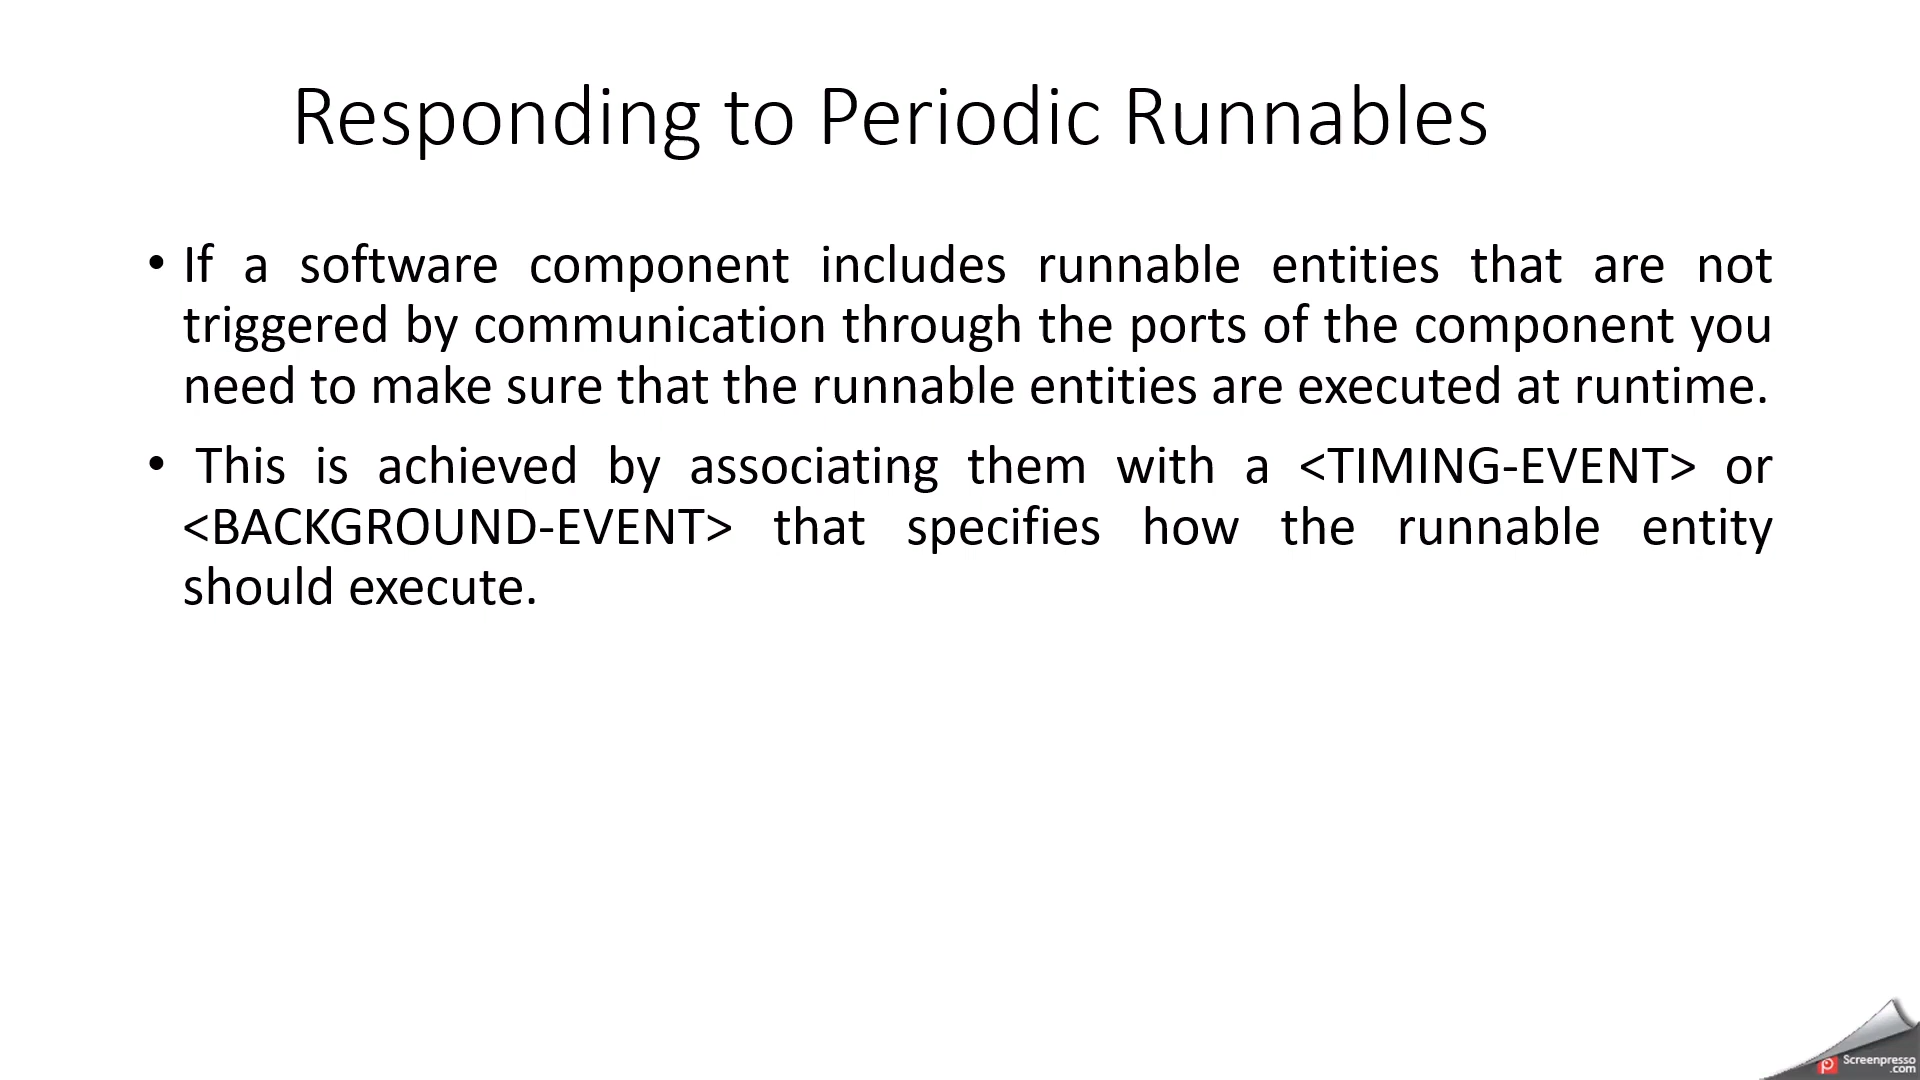 Responding to Periodic Runnables
• If a software component includes runnable entities that are not
triggered by communication through the ports of the component you
need to make sure that the runnable entities are executed at runtime.
• This is achieved by associating them with a <TIMING-EVENT> or
<BACKGROUND-EVENT> that specifies how the runnable entity
should execute.
Screenpresso
.com